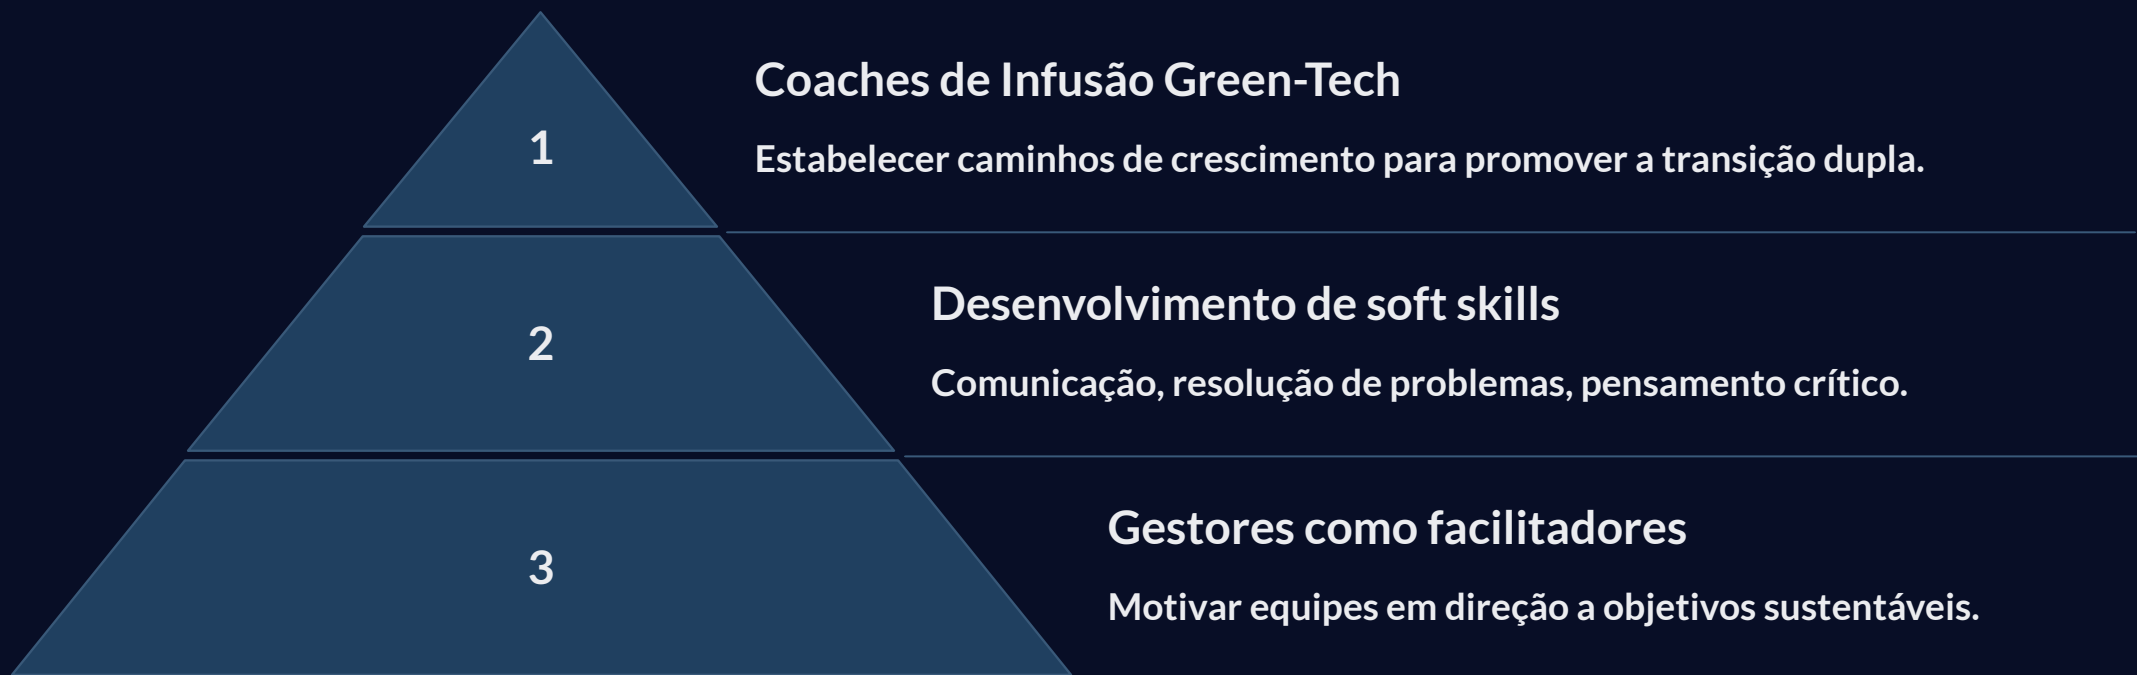 1
Coaches de Infusão Green-Tech
Estabelecer caminhos de crescimento para promover a transição dupla.
2
Desenvolvimento de soft skills
Comunicação, resolução de problemas, pensamento crítico.
3
Gestores como facilitadores
Motivar equipes em direção a objetivos sustentáveis.